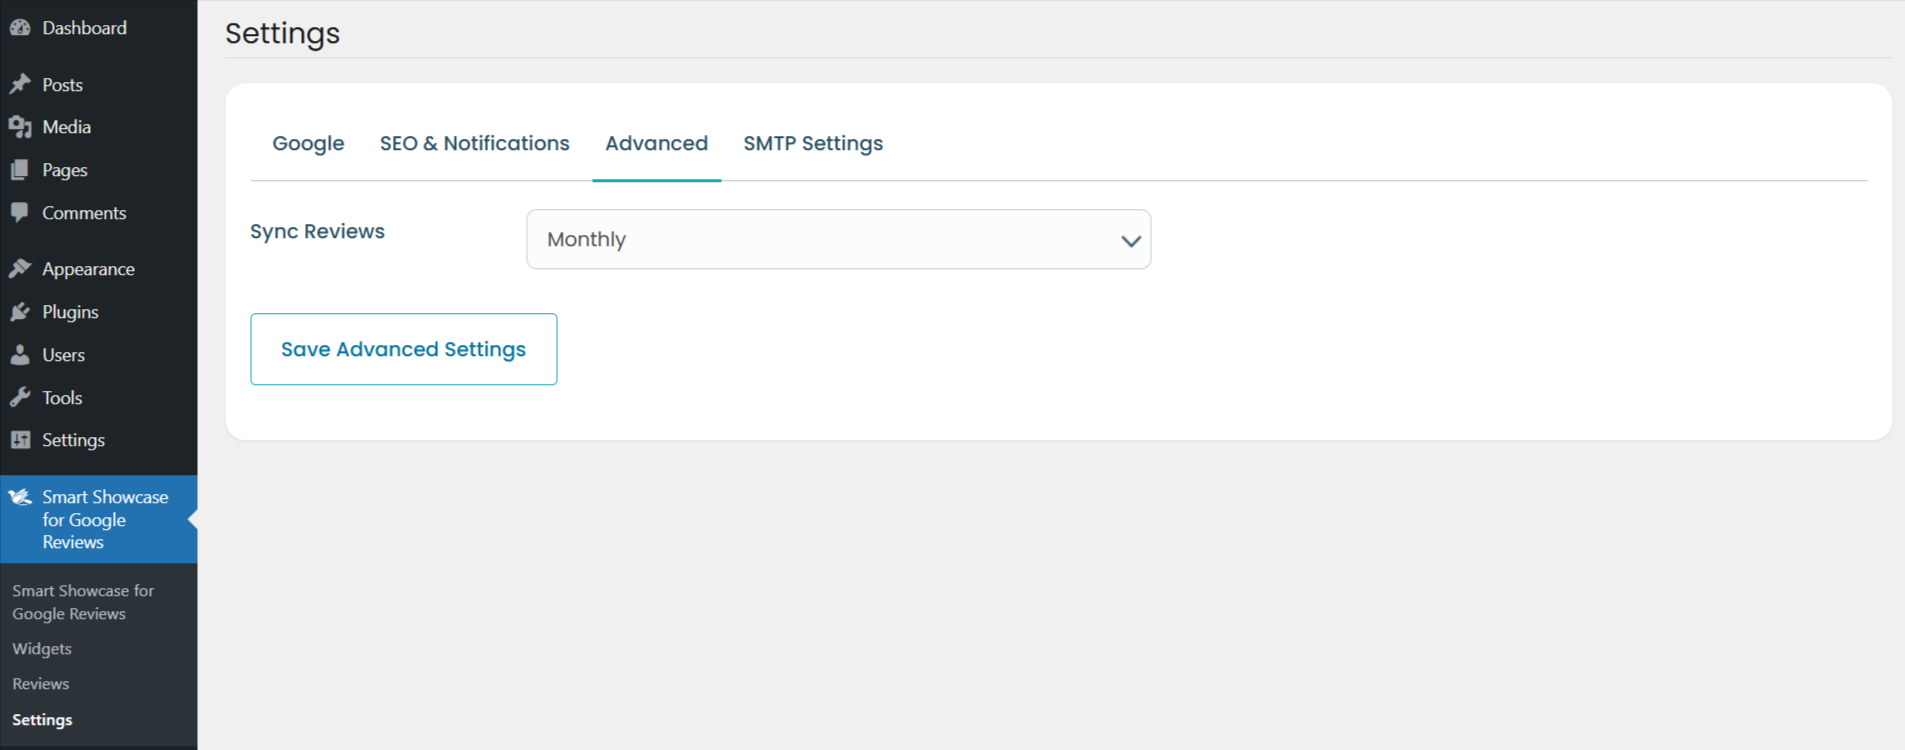 Dashboard
Posts
Media
Pages
Comments
Appearance
Plugins
Users
Tools
Settings
Smart Showcase
for Google
Reviews
Smart Showcase for
Google Reviews
Widgets
Reviews
Settings
Settings
Google SEO & Notifications Advanced SMTP Settings
Sync Reviews Monthly
Save Advanced Settings